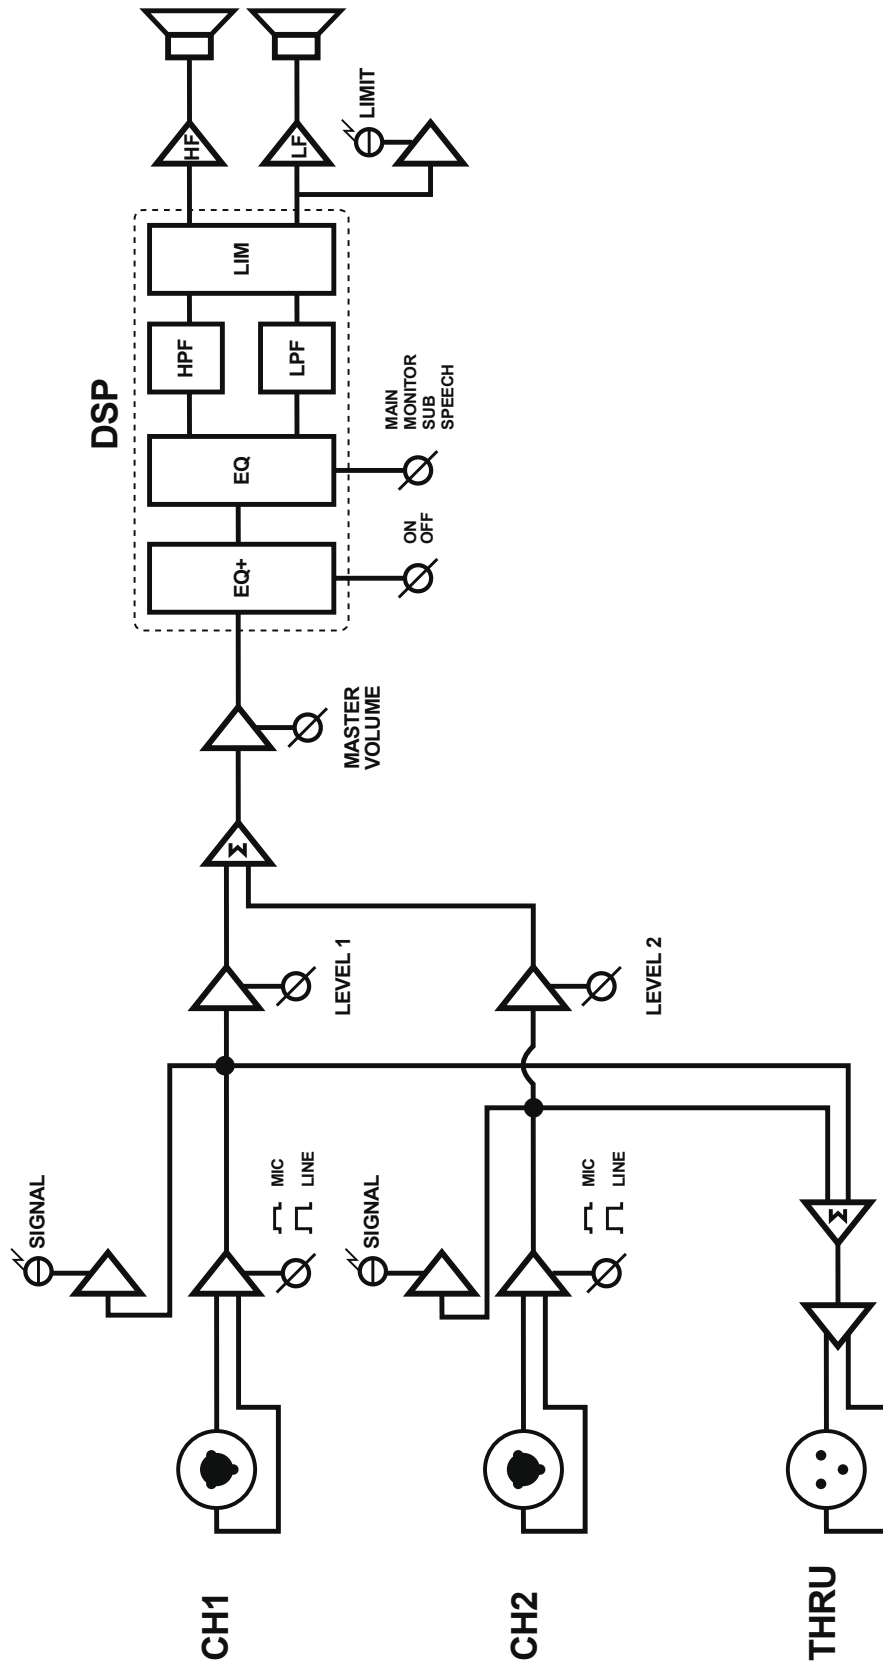 CH1
SIGNAL
MIC
LINE
LEVEL 1
Σ
MASTER
VOLUME
DSP
EQ+
ON
OFF
EQ
MAIN
MONITOR
SUB
SPEECH
HPF
LPF
LIM
HF
LF
LIMIT
CH2
SIGNAL
MIC
LINE
LEVEL 2
THRU
Σ